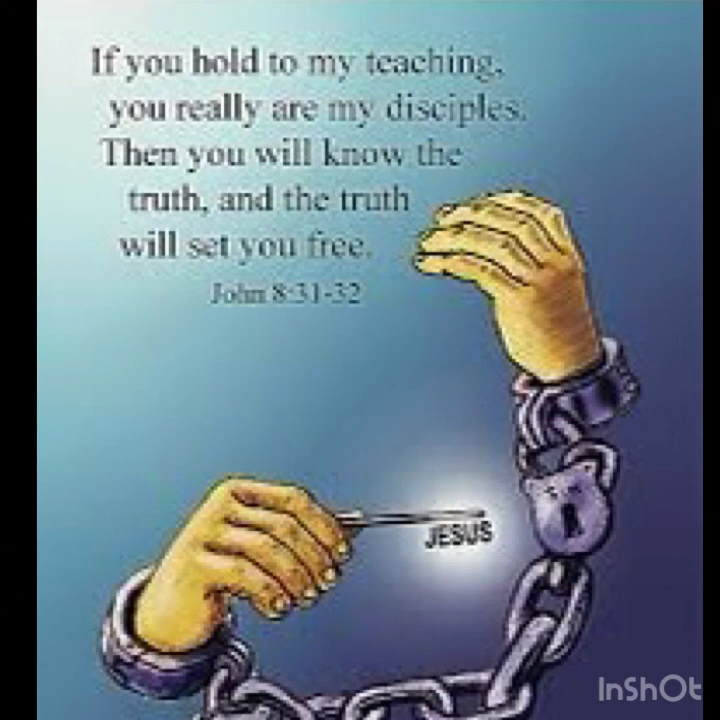 If you hold to my teaching,
you really are my disciples.
Then you will know the
truth, and the truth
will set you free.
John 8:31-32
JESUS
InShOt